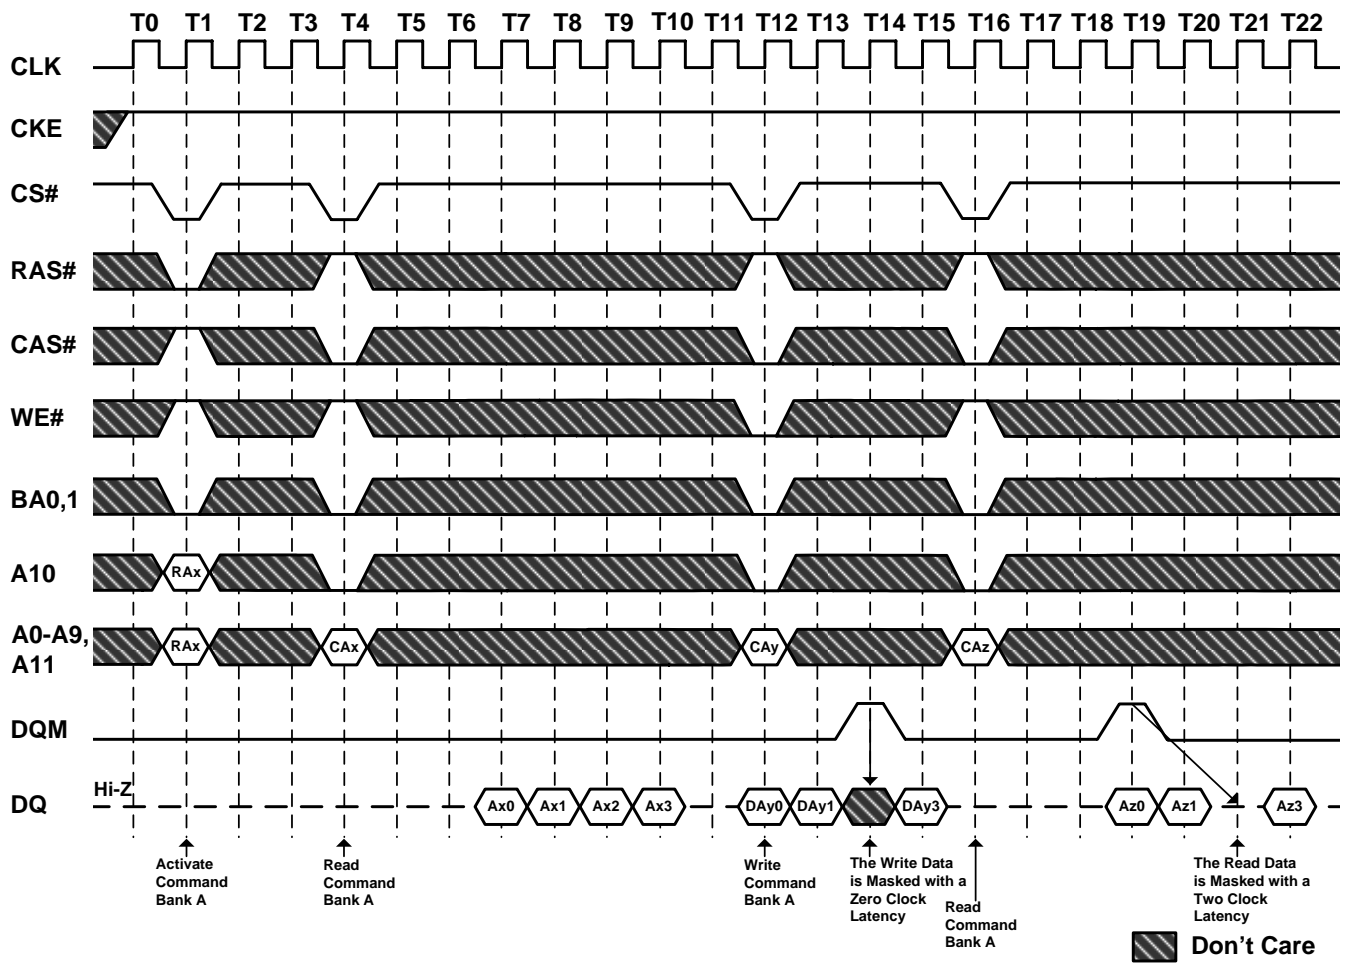 T0 T1 T2 T3 T4 T5 T6 T7 T8 T9 T10 T11 T12 T13 T14 T15 T16 T17 T18 T19 T20 T21 T22
CLK
CKE
CS#
RAS#
CAS#
WE#
BA0,1
A10 RAx
A0-A9,
A11 RAx CAx CAy CAz
DQM
DQ Hi-Z Ax0 Ax1 Ax2 Ax3 DAy0 DAy1 DAy3 Az0 Az1 Az3
Activate
Command
Bank A
Read
Command
Bank A
Write
Command
Bank A
The Write Data
is Masked with a
Zero Clock
Latency
Read
Command
Bank A
The Read Data
is Masked with a
Two Clock
Latency
Don't Care